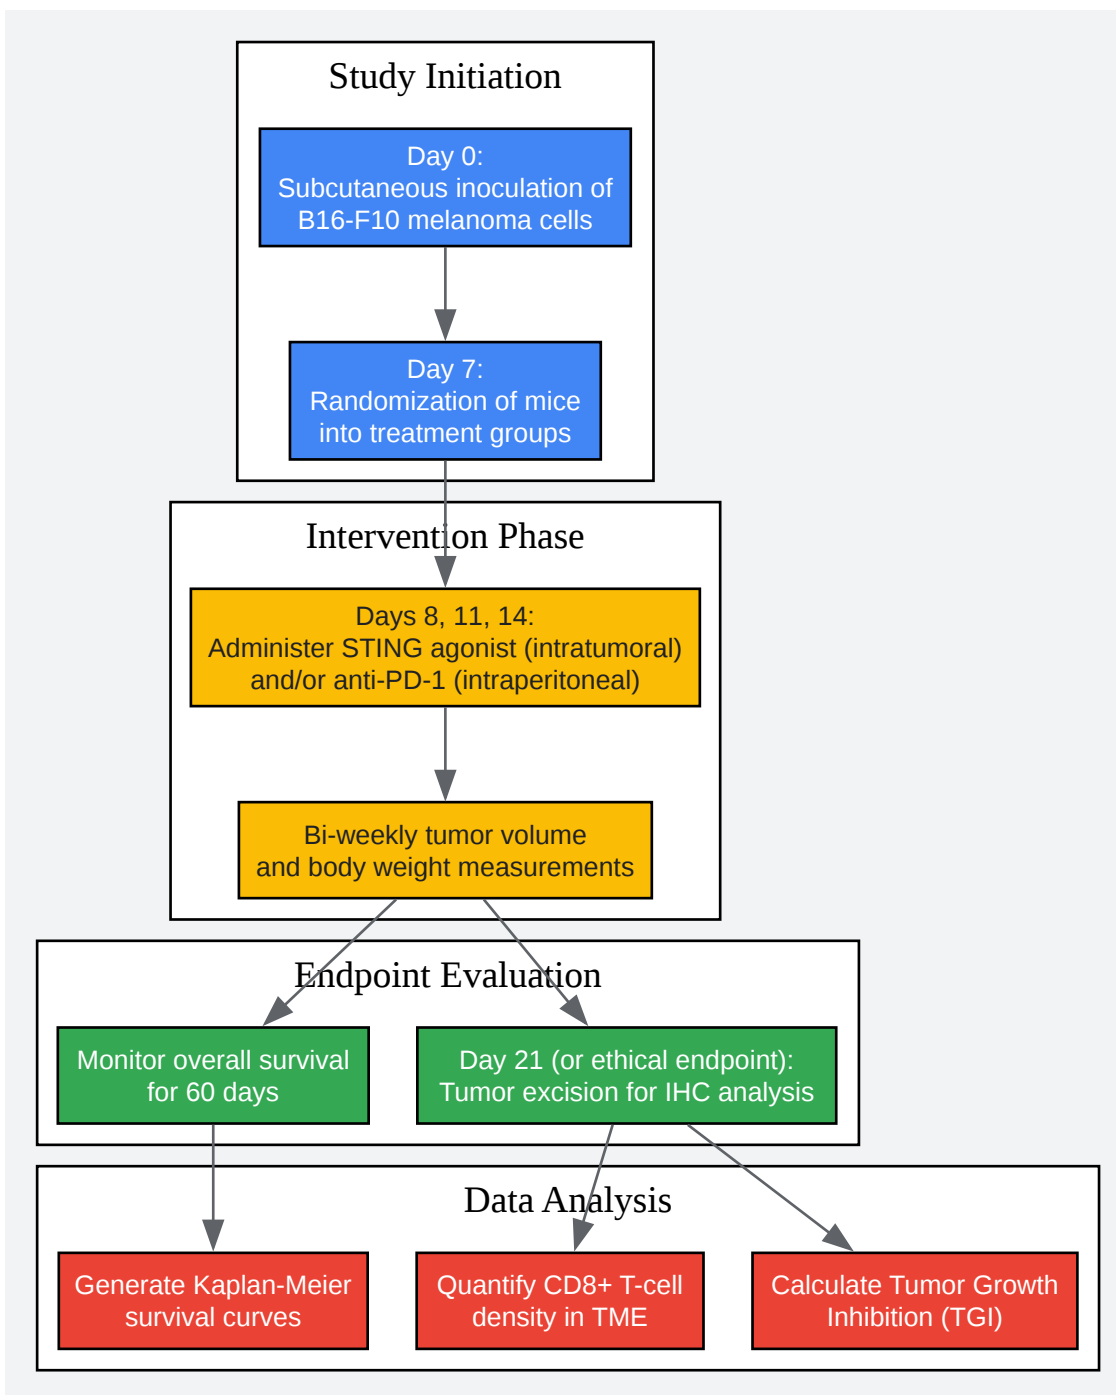 Study Initiation
Day 0:
Subcutaneous inoculation of
B16-F10 melanoma cells
Day 7:
Randomization of mice
into treatment groups
Intervention Phase
Days 8, 11, 14:
Administer STING agonist (intratumoral)
and/or anti-PD-1 (intraperitoneal)
Bi-weekly tumor volume
and body weight measurements
Endpoint Evaluation
Monitor overall survival
for 60 days
Day 21 (or ethical endpoint):
Tumor excision for IHC analysis
Data Analysis
Generate Kaplan-Meier
survival curves
Quantify CD8+ T-cell
density in TME
Calculate Tumor Growth
Inhibition (TGI)